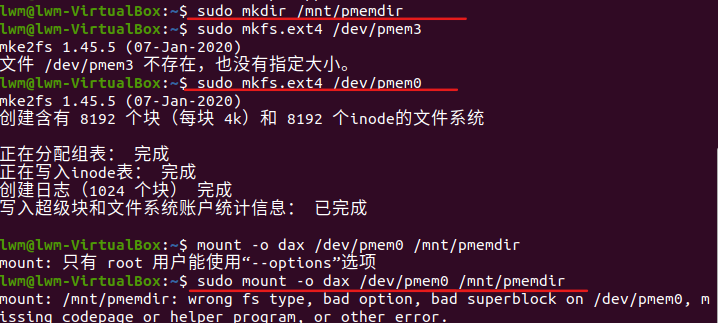 lwm@lwm-VirtualBox:~$ sudo mkdir /mnt/pmemdir
lwm@lwm-VirtualBox:~$ sudo mkfs.ext4 /dev/pmem3
mke2fs 1.45.5 (07-Jan-2020)
文件 /dev/pmem3 不存在，也没有指定大小。
lwm@lwm-VirtualBox:~$ sudo mkfs.ext4 /dev/pmem0
mke2fs 1.45.5 (07-Jan-2020)
创建含有 8192 个块（每块 4k）和 8192 个inode的文件系统
正在分配组表： 完成
正在写入inode表： 完成
创建日志（1024 个块） 完成
写入超级块和文件系统账户统计信息： 已完成
lwm@lwm-VirtualBox:~$ mount -o dax /dev/pmem0 /mnt/pmemdir
mount: 只有 root 用户能使用“--options”选项
lwm@lwm-VirtualBox:~$ sudo mount -o dax /dev/pmem0 /mnt/pmemdir
mount: /mnt/pmemdir: wrong fs type, bad option, bad superblock on /dev/pmem0, m
issing codepage or helper program, or other error.